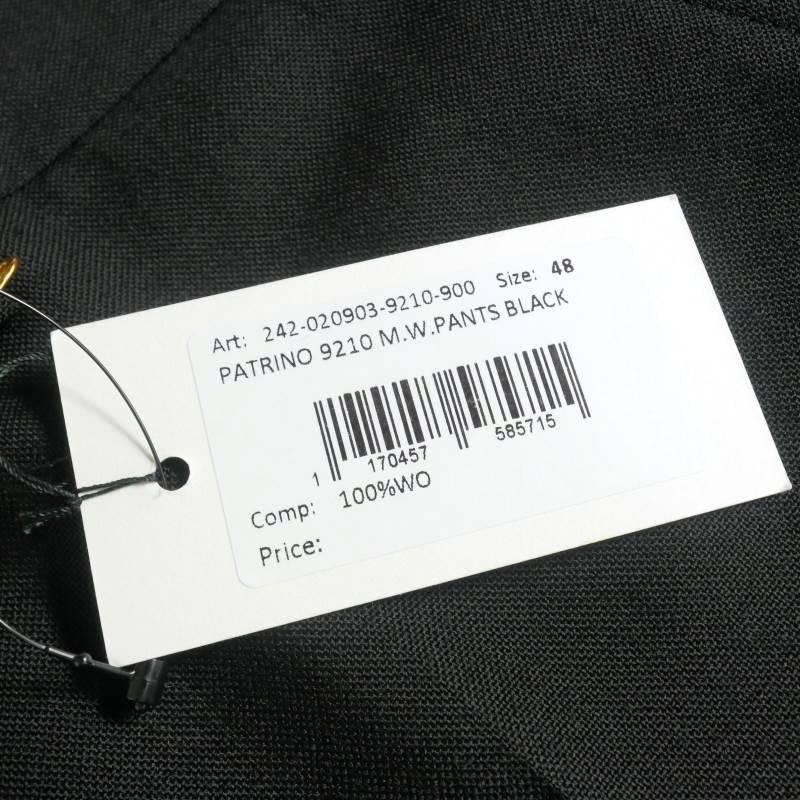 Art: 242-020903-9210-900 Size: 48
PATRINO 9210 M.W.PANTS BLACK
1 170457 585715
Comp: 100%WO
Price: